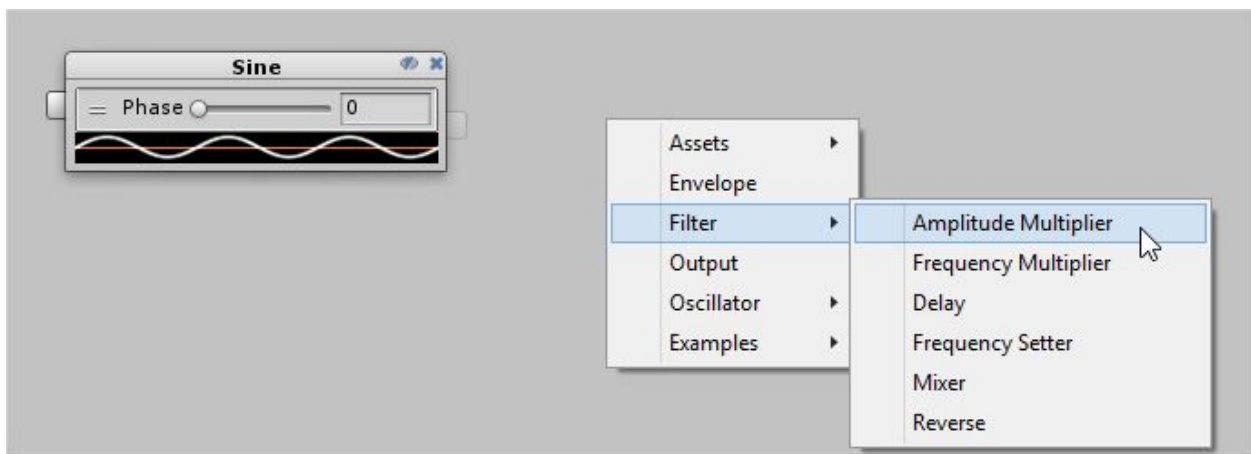 Sine
= Phase 0
Assets
Envelope
Filter
Output
Oscillator
Examples
Amplitude Multiplier
Frequency Multiplier
Delay
Frequency Setter
Mixer
Reverse